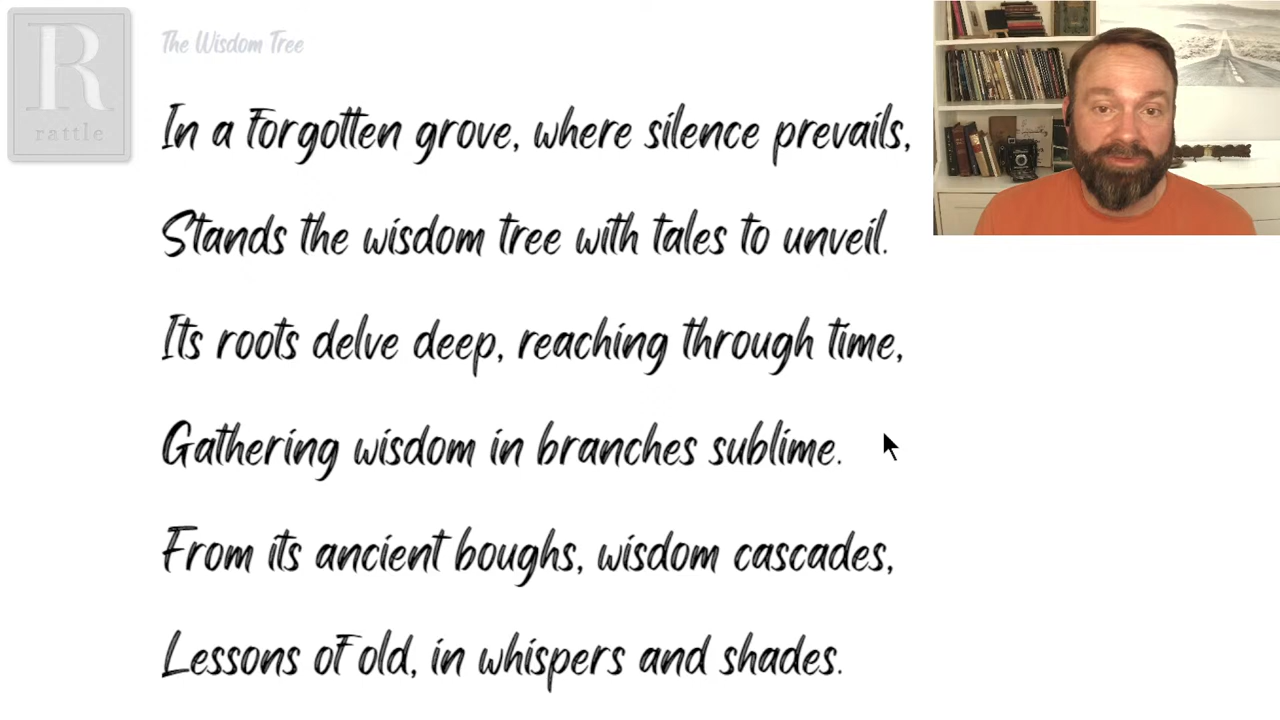 R
rattle
The Wisdom Tree
In a forgotten grove, where silence prevails,
Stands the wisdom tree with tales to unveil.
Its roots delve deep, reaching through time,
Gathering wisdom in branches sublime.
From its ancient boughs, wisdom cascades,
Lessons of old, in whispers and shades.